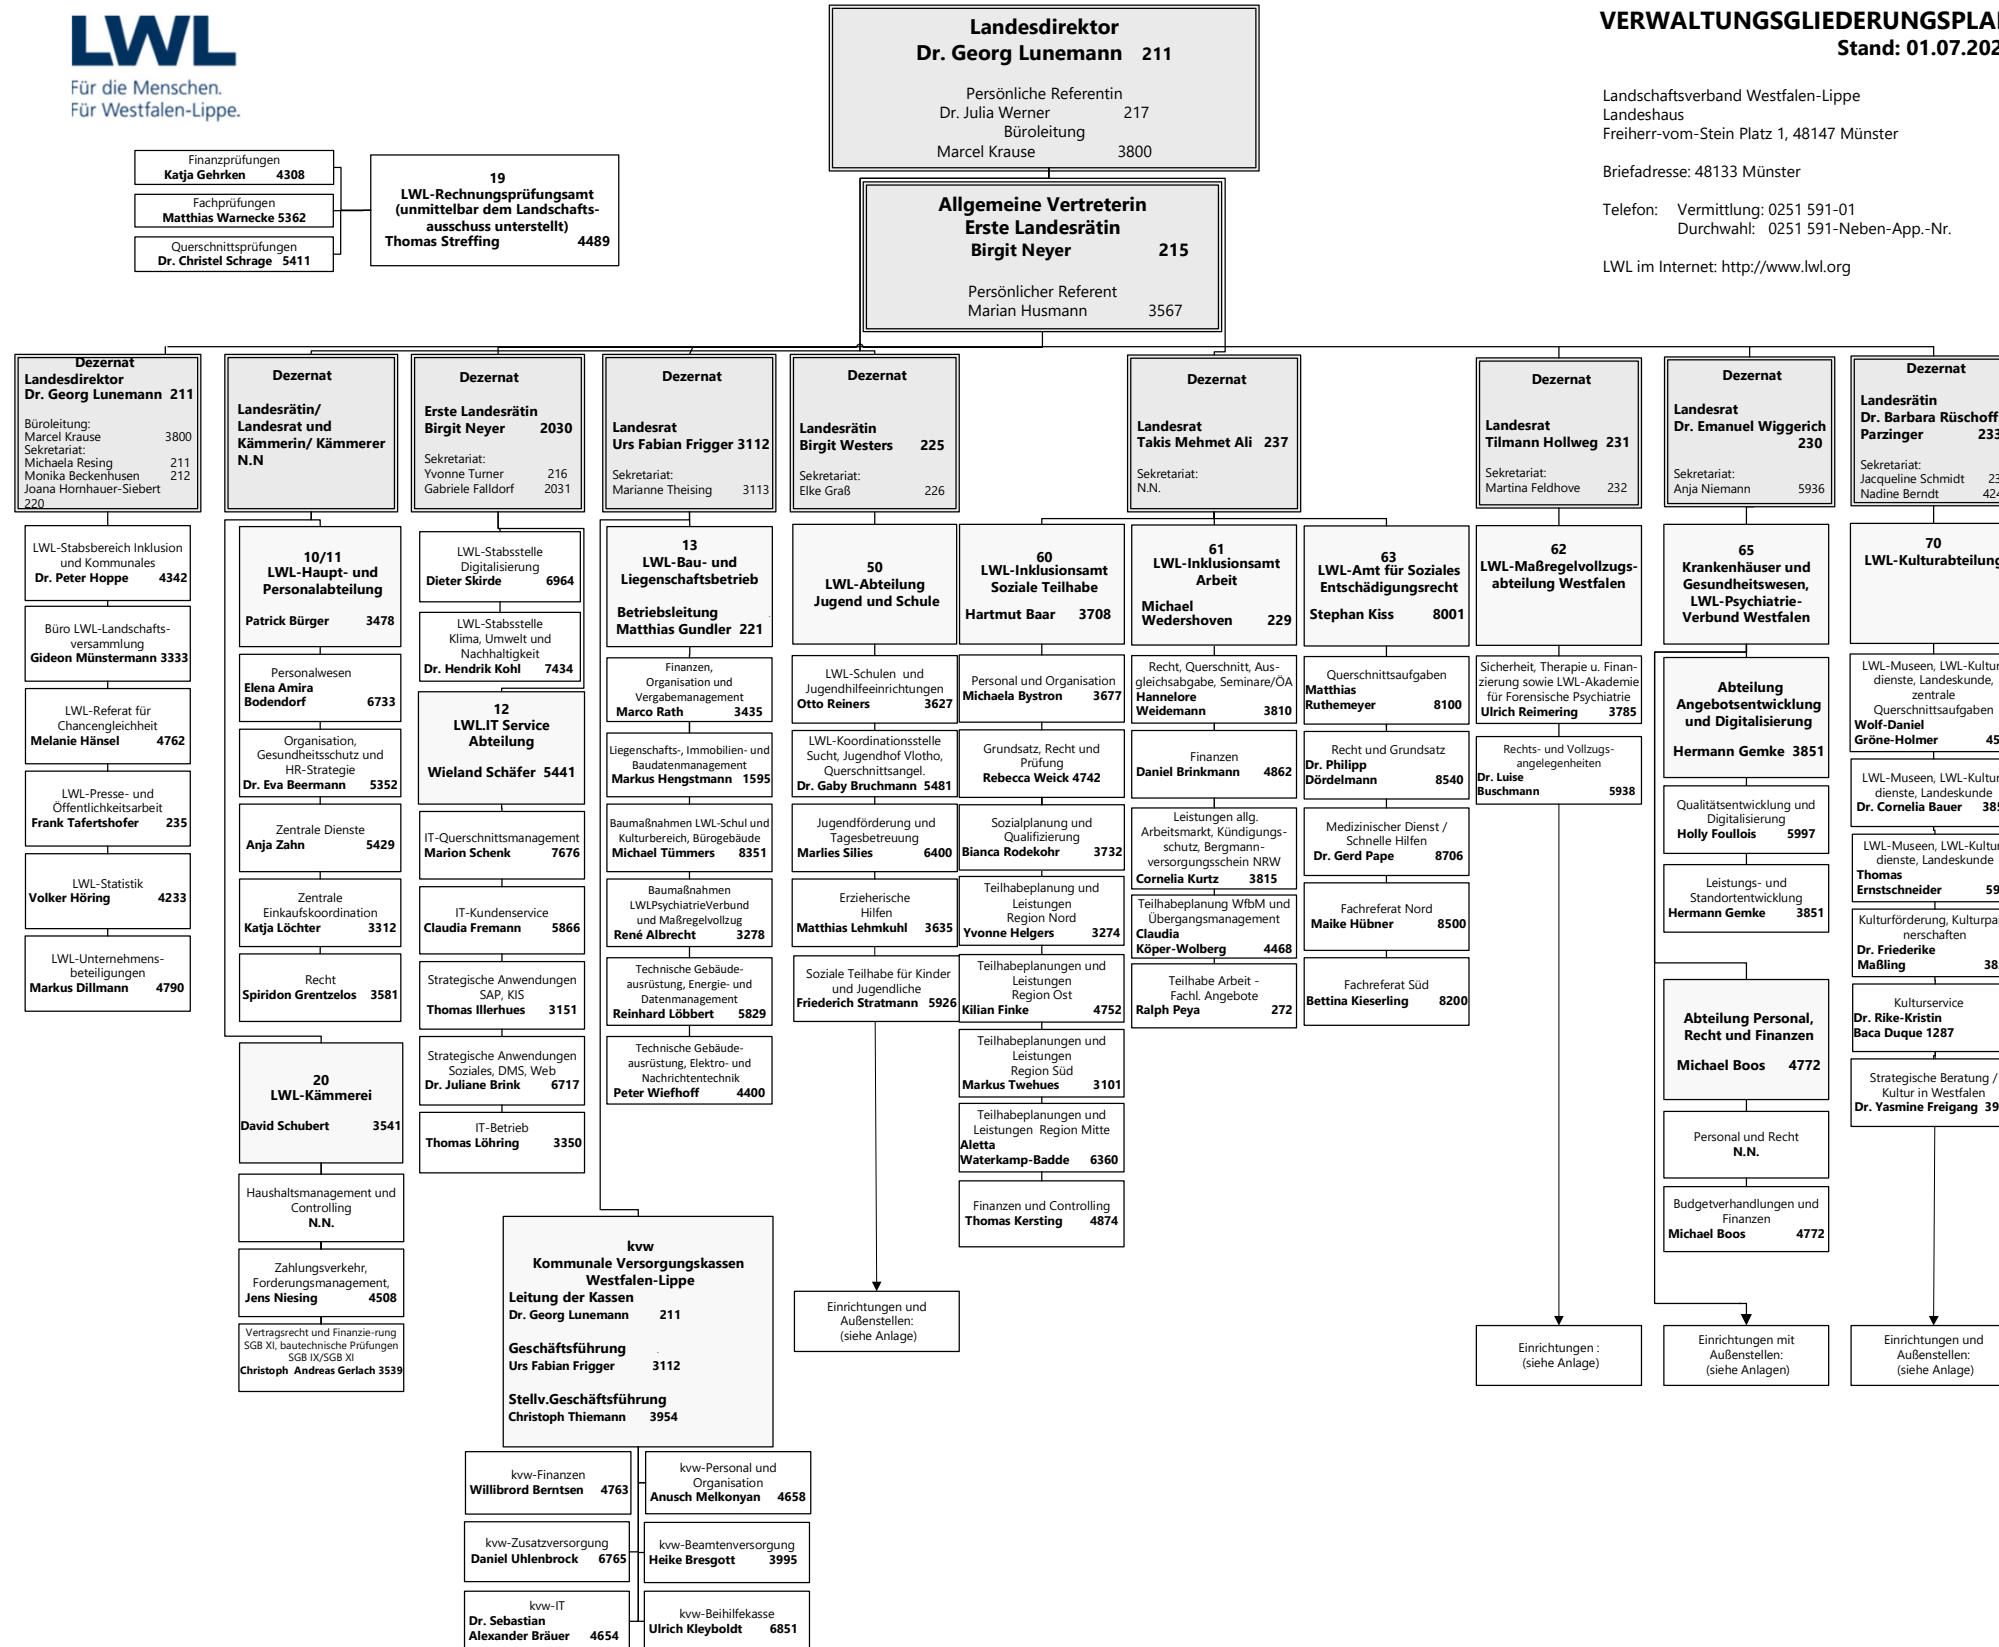 LWL
Für die Menschen.
Für Westfalen-Lippe.
Landesdirektor
Dr. Georg Lunemann 211
Persönliche Referentin
Dr. Julia Werner 217
Büroleitung
Marcel Krause 3800
VERWALTUNGSGLIEDERUNGSPLA
Stand: 01.07.202
Landschaftsverband Westfalen-Lippe
Landeshaus
Freiherr-vom-Stein Platz 1, 48147 Münster
Briefadresse: 48133 Münster
Telefon: Vermittlung: 0251 591-01
Durchwahl: 0251 591-Neben-App.-Nr.
LWL im Internet: http://www.lwl.org
Finanzprüfungen
Katja Gehrken 4308
Fachprüfungen
Matthias Warnecke 5362
Querschnittsprüfungen
Dr. Christel Schrage 5411
19
LWL-Rechnungsprüfungsamt
(unmittelbar dem Landschafts-
ausschuss unterstellt)
Thomas Streffing 4489
Allgemeine Vertreterin
Erste Landesrätin
Birgit Neyer 215
Persönlicher Referent
Marian Husmann 3567
Dezernat
Landesdirektor
Dr. Georg Lunemann 211
Büroleitung:
Marcel Krause 3800
Sekretariat:
Michaela Resing 211
Monika Beckenhusen 212
Joana Hornhauer-Siebert
220
LWL-Stabsbereich Inklusion
und Kommunales
Dr. Peter Hoppe 4342
Büro LWL-Landschafts-
versammlung
Gideon Münstermann 3333
LWL-Referat für
Chancengleichheit
Melanie Hänsel 4762
LWL-Presse- und
Öffentlichkeitsarbeit
Frank Tafertshofer 235
LWL-Statistik
Volker Höring 4233
LWL-Unternehmens-
beteiligungen
Markus Dillmann 4790
Dezernat
Landesrätin/
Landesrat und
Kämmerin/ Kämmerer
N.N
10/11
LWL-Haupt- und
Personalabteilung
Patrick Bürger 3478
Personalwesen
Elena Amira
Bodendorf 6733
Organisation,
Gesundheitsschutz und
HR-Strategie
Dr. Eva Beermann 5352
Zentrale Dienste
Anja Zahn 5429
Zentrale
Einkaufskoordination
Katja Löchter 3312
Recht
Spiridon Grentzelos 3581
20
LWL-Kämmerei
David Schubert 3541
Haushaltsmanagement und
Controlling
N.N.
Zahlungsverkehr,
Forderungsmanagement,
Jens Niesing 4508
Vertragsrecht und Finanzie-rung
SGB XI, bautechnische Prüfungen
SGB IX/SGB XI
Christoph Andreas Gerlach 3539
Dezernat
Erste Landesrätin
Birgit Neyer 2030
Sekretariat:
Yvonne Turner 216
Gabriele Falldorf 2031
LWL-Stabsstelle
Digitalisierung
Dieter Skirde 6964
LWL-Stabsstelle
Klima, Umwelt und
Nachhaltigkeit
Dr. Hendrik Kohl 7434
12
LWL.IT Service
Abteilung
Wieland Schäfer 5441
IT-Querschnittsmanagement
Marion Schenk 7676
IT-Kundenservice
Claudia Fremann 5866
Strategische Anwendungen
SAP, KIS
Thomas Illerhues 3151
Strategische Anwendungen
Soziales, DMS, Web
Dr. Juliane Brink 6717
IT-Betrieb
Thomas Löhring 3350
Dezernat
Landesrat
Urs Fabian Frigger 3112
Sekretariat:
Marianne Theising 3113
13
LWL-Bau- und
Liegenschaftsbetrieb
Betriebsleitung
Matthias Gundler 221
Finanzen,
Organisation und
Vergabemanagement
Marco Rath 3435
Liegenschafts-, Immobilien- und
Baudatenmanagement
Markus Hengstmann 1595
Baumaßnahmen LWL-Schul und
Kulturbereich, Bürogebäude
Michael Tümmers 8351
Baumaßnahmen
LWLPsychiatrieVerbund
und Maßregelvollzug
René Albrecht 3278
Technische Gebäude-
ausrüstung, Energie- und
Datenmanagement
Reinhard Löbbert 5829
Technische Gebäude-
ausrüstung, Elektro- und
Nachrichtentechnik
Peter Wiefhoff 4400
kvw
Kommunale Versorgungskassen
Westfalen-Lippe
Leitung der Kassen
Dr. Georg Lunemann 211
Geschäftsführung
Urs Fabian Frigger 3112
Stellv.Geschäftsführung
Christoph Thiemann 3954
kvw-Finanzen
Willibrord Berntsen 4763
kvw-Personal und
Organisation
Anusch Melkonyan 4658
kvw-Zusatzversorgung
Daniel Uhlenbrock 6765
kvw-Beamtenversorgung
Heike Bresgott 3995
kvw-IT
Dr. Sebastian
Alexander Bräuer 4654
kvw-Beihilfekasse
Ulrich Kleyboldt 6851
Dezernat
Landesrätin
Birgit Westers 225
Sekretariat:
Elke Graß 226
50
LWL-Abteilung
Jugend und Schule
LWL-Schulen und
Jugendhilfeeinrichtungen
Otto Reiners 3627
LWL-Koordinationsstelle
Sucht, Jugendhof Vlotho,
Querschnittsangel.
Dr. Gaby Bruchmann 5481
Jugendförderung und
Tagesbetreuung
Marlies Silies 6400
Erzieherische
Hilfen
Matthias Lehmkuhl 3635
Soziale Teilhabe für Kinder
und Jugendliche
Friederich Stratmann 5926
Einrichtungen und
Außenstellen:
(siehe Anlage)
Dezernat
Landesrat
Takis Mehmet Ali 237
Sekretariat:
N.N.
60
LWL-Inklusionsamt
Soziale Teilhabe
Hartmut Baar 3708
Personal und Organisation
Michaela Bystron 3677
Grundsatz, Recht und
Prüfung
Rebecca Weick 4742
Sozialplanung und
Qualifizierung
Bianca Rodekohr 3732
Teilhabeplanung und
Leistungen
Region Nord
Yvonne Helgers 3274
Teilhabeplanungen und
Leistungen
Region Ost
Kilian Finke 4752
Teilhabeplanungen und
Leistungen
Region Süd
Markus Twehues 3101
Teilhabeplanungen und
Leistungen Region Mitte
Aletta
Waterkamp-Badde 6360
Finanzen und Controlling
Thomas Kersting 4874
61
LWL-Inklusionsamt
Arbeit
Michael
Wedershoven 229
Recht, Querschnitt, Aus-
gleichsabgabe, Seminare/ÖA
Hannelore
Weidemann 3810
Finanzen
Daniel Brinkmann 4862
Leistungen allg.
Arbeitsmarkt, Kündigungs-
schutz, Bergmann-
versorgungsschein NRW
Cornelia Kurtz 3815
Teilhabeplanung WfbM und
Übergangsmanagement
Claudia
Köper-Wolberg 4468
Teilhabe Arbeit -
Fachl. Angebote
Ralph Peya 272
63
LWL-Amt für Soziales
Entschädigungsrecht
Stephan Kiss 8001
Querschnittsaufgaben
Matthias
Ruthemeyer 8100
Recht und Grundsatz
Dr. Philipp
Dördelmann 8540
Medizinischer Dienst /
Schnelle Hilfen
Dr. Gerd Pape 8706
Fachreferat Nord
Maike Hübner 8500
Fachreferat Süd
Bettina Kieserling 8200
Dezernat
Landesrat
Tilmann Hollweg 231
Sekretariat:
Martina Feldhove 232
62
LWL-Maßregelvollzugs-
abteilung Westfalen
Sicherheit, Therapie u. Finan-
zierung sowie LWL-Akademie
für Forensische Psychiatrie
Ulrich Reimering 3785
Rechts- und Vollzugs-
angelegenheiten
Dr. Luise
Buschmann 5938
Einrichtungen :
(siehe Anlage)
Dezernat
Landesrat
Dr. Emanuel Wiggerich
230
Sekretariat:
Anja Niemann 5936
65
Krankenhäuser und
Gesundheitswesen,
LWL-Psychiatrie-
Verbund Westfalen
Abteilung
Angebotsentwicklung
und Digitalisierung
Hermann Gemke 3851
Qualitätsentwicklung und
Digitalisierung
Holly Foullois 5997
Leistungs- und
Standortentwicklung
Hermann Gemke 3851
Abteilung Personal,
Recht und Finanzen
Michael Boos 4772
Personal und Recht
N.N.
Budgetverhandlungen und
Finanzen
Michael Boos 4772
Einrichtungen mit
Außenstellen:
(siehe Anlagen)
Dezernat
Landesrätin
Dr. Barbara Rüschoff
Parzinger 233
Sekretariat:
Jacqueline Schmidt 23
Nadine Berndt 424
70
LWL-Kulturabteilung
LWL-Museen, LWL-Kultur
dienste, Landeskunde,
zentrale
Querschnittsaufgaben
Wolf-Daniel
Gröne-Holmer 45
LWL-Museen, LWL-Kultur
dienste, Landeskunde
Dr. Cornelia Bauer 385
LWL-Museen, LWL-Kultur
dienste, Landeskunde
Thomas
Ernstschneider 59
Kulturförderung, Kulturpa
nerschaften
Dr. Friederike
Maßling 38
Kulturservice
Dr. Rike-Kristin
Baca Duque 1287
Strategische Beratung /
Kultur in Westfalen
Dr. Yasmine Freigang 39
Einrichtungen und
Außenstellen:
(siehe Anlage)